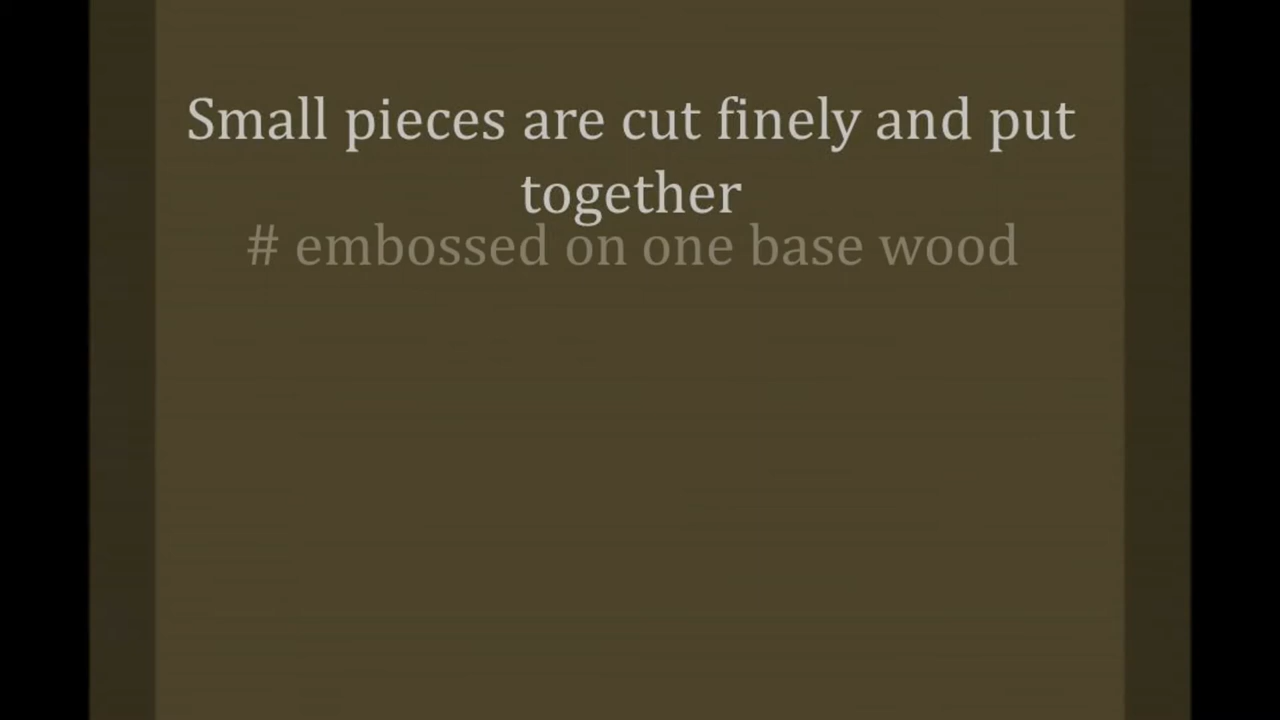 Small pieces are cut finely and put
together
# embossed on one base wood